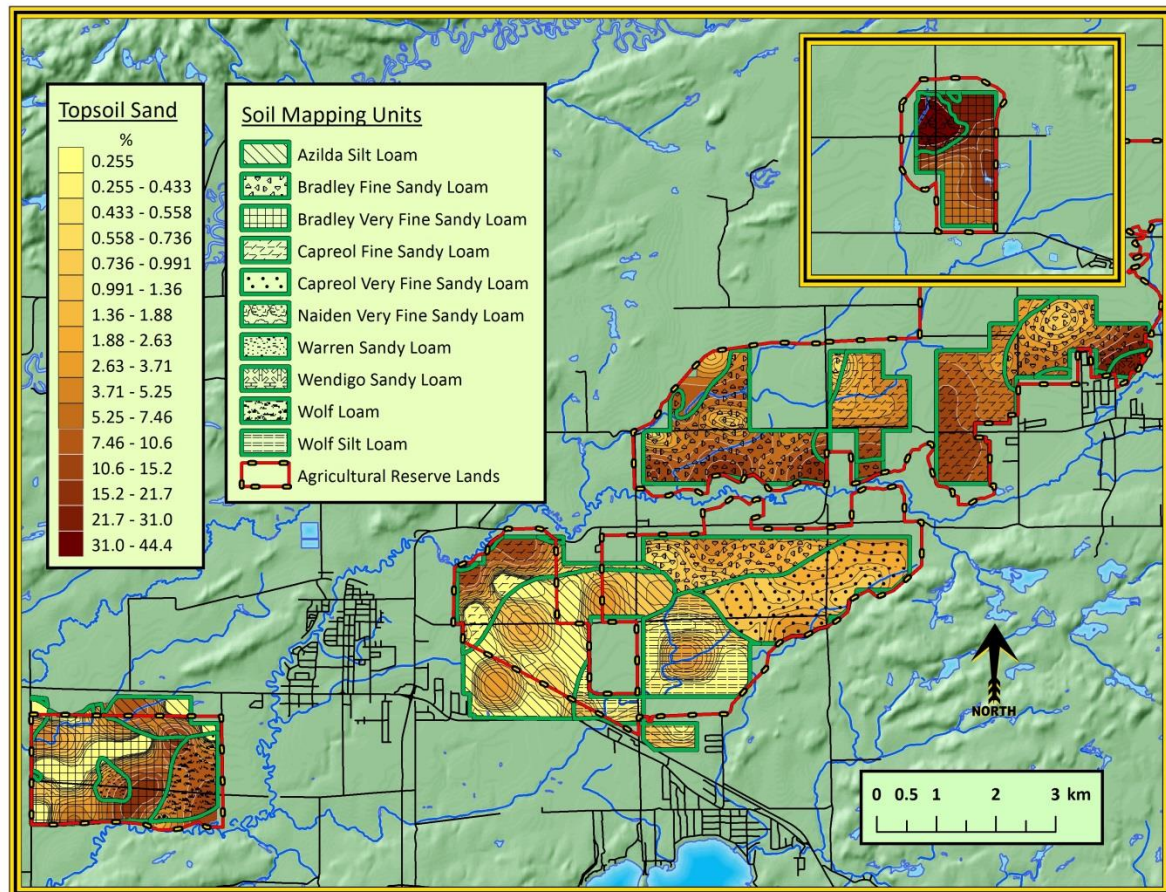 Topsoil Sand
%
0.255
0.255 - 0.433
0.433 - 0.558
0.558 - 0.736
0.736 - 0.991
0.991 - 1.36
1.36 - 1.88
1.88 - 2.63
2.63 - 3.71
3.71 - 5.25
5.25 - 7.46
7.46 - 10.6
10.6 - 15.2
15.2 - 21.7
21.7 - 31.0
31.0 - 44.4
Soil Mapping Units
Azilda Silt Loam
Bradley Fine Sandy Loam
Bradley Very Fine Sandy Loam
Capreol Fine Sandy Loam
Capreol Very Fine Sandy Loam
Naiden Very Fine Sandy Loam
Warren Sandy Loam
Wendigo Sandy Loam
Wolf Loam
Wolf Silt Loam
Agricultural Reserve Lands
NORTH
0 0.5 1 2 3 km